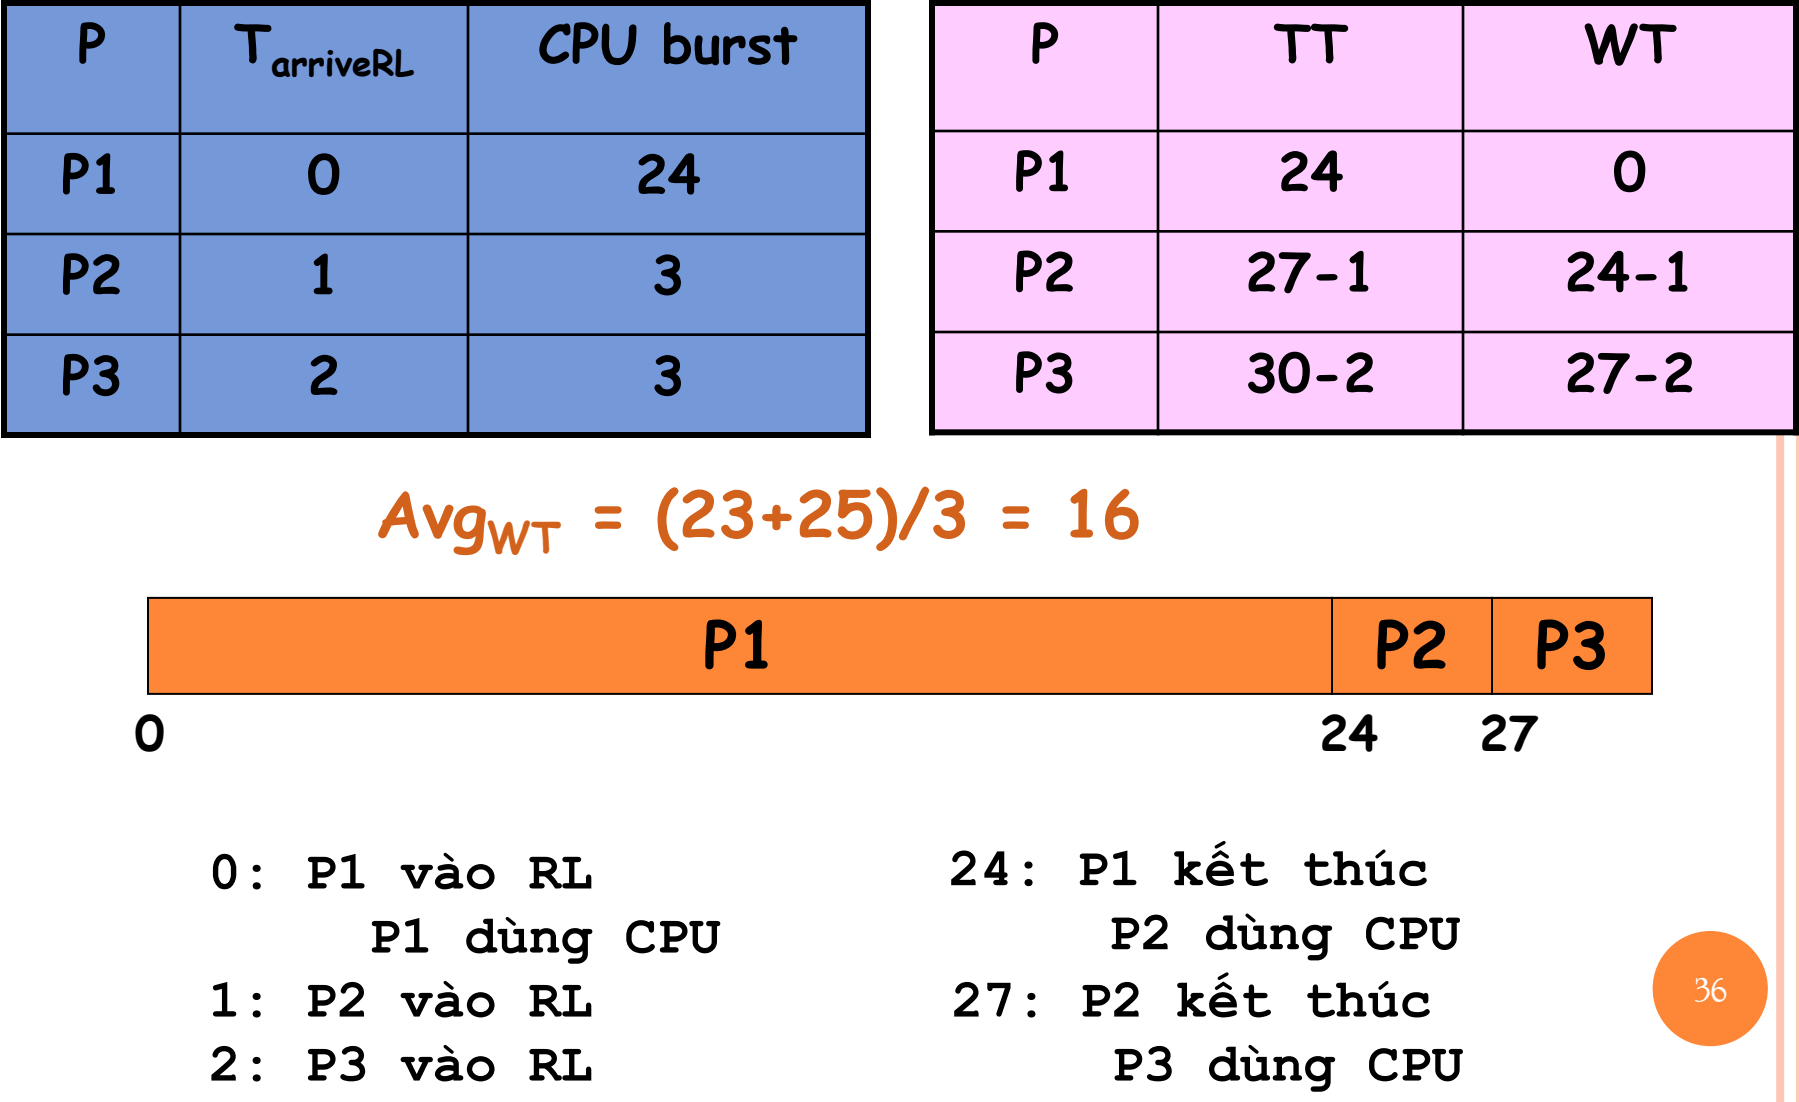 P TarriveRL CPU burst
P1 0 24
P2 1 3
P3 2 3
P TT WT
P1 24 0
P2 27-1 24-1
P3 30-2 27-2
AvgWT = (23+25)/3 = 16
P1 P2 P3
0 24 27
0: P1 vào RL
P1 dùng CPU
1: P2 vào RL
2: P3 vào RL
24: P1 kết thúc
P2 dùng CPU
27: P2 kết thúc
P3 dùng CPU
36